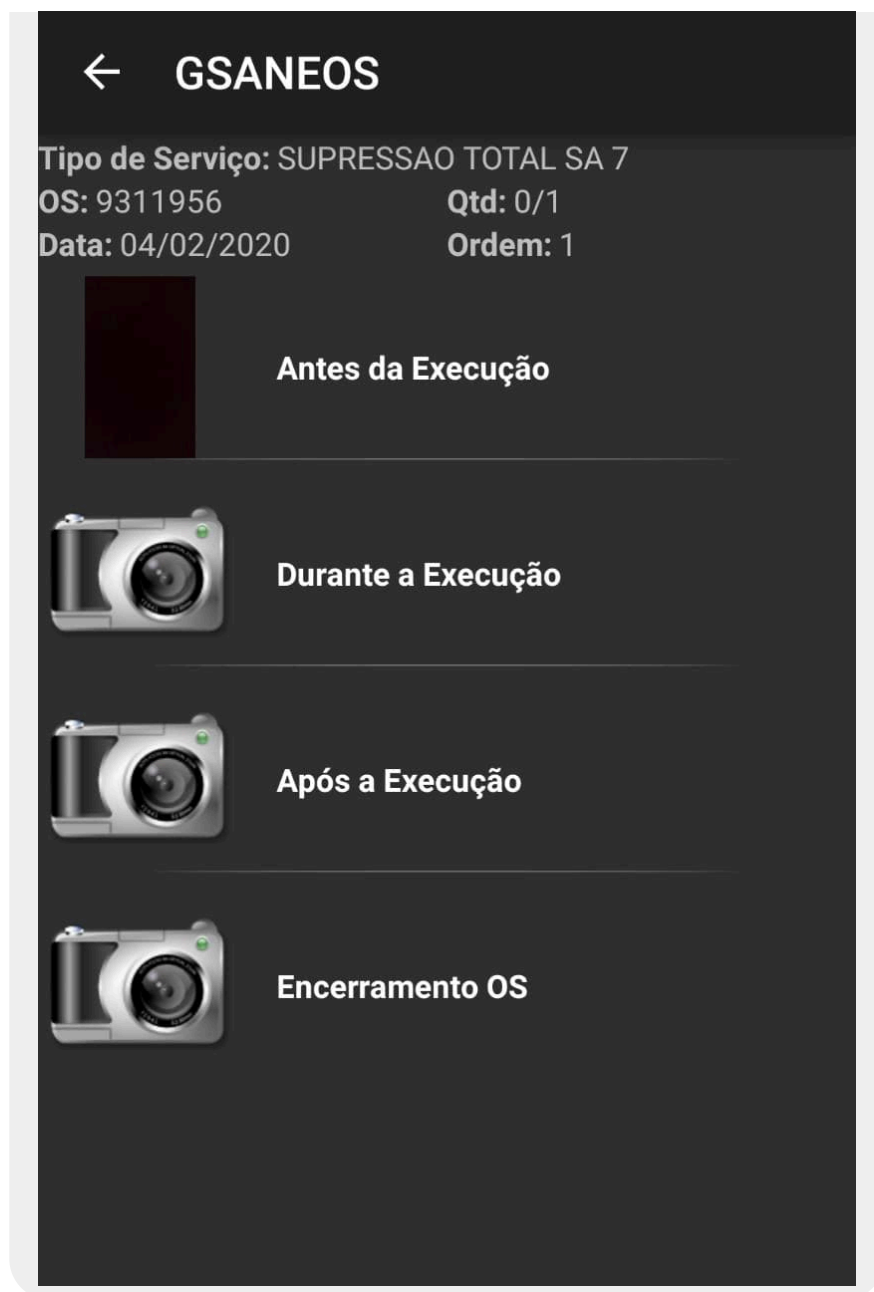 GSANEOS
Tipo de Serviço: SUPRESSAO TOTAL SA 7
OS: 9311956 Qtd: 0/1
Data: 04/02/2020 Ordem: 1
Antes da Execução
Durante a Execução
Após a Execução
Encerramento OS